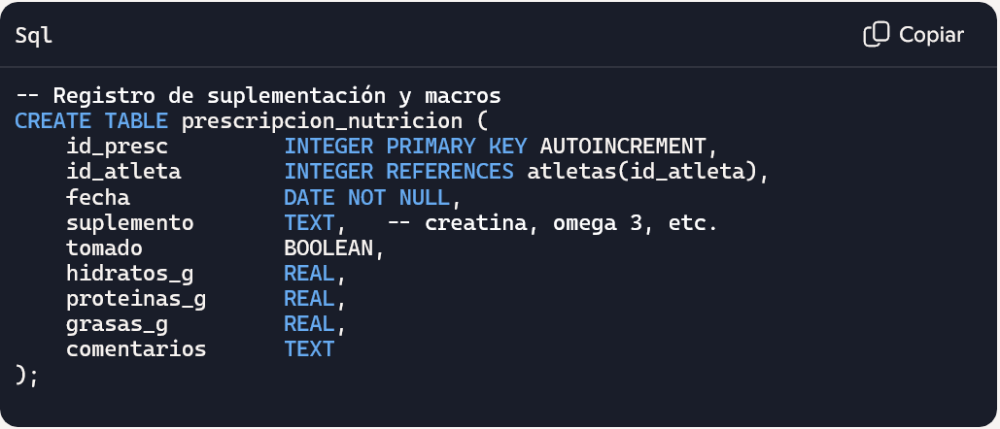 Sql
Copiar
-- Registro de suplementación y macros
CREATE TABLE prescripcion_nutricion (
    id_presc         INTEGER PRIMARY KEY AUTOINCREMENT,
    id_atleta        INTEGER REFERENCES atletas(id_atleta),
    fecha            DATE NOT NULL,
    suplemento       TEXT,   -- creatina, omega 3, etc.
    tomado           BOOLEAN,
    hidratos_g       REAL,
    proteinas_g      REAL,
    grasas_g         REAL,
    comentarios      TEXT
);